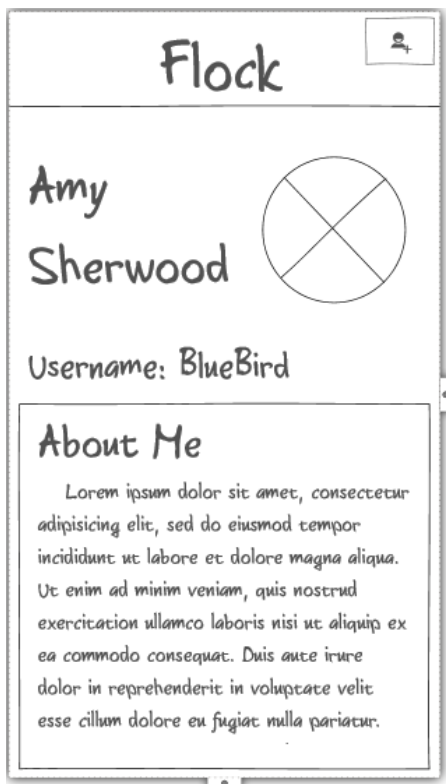 Flock
Amy
Sherwood
Username: BlueBird
About Me
Lorem ipsum dolor sit amet, consectetur
adipisicing elit, sed do eiusmod tempor
incididunt ut labore et dolore magna aliqua.
Ut enim ad minim veniam, quis nostrud
exercitation ullamco laboris nisi ut aliquip ex
ea commodo consequat. Duis aute irure
dolor in reprehenderit in voluptate velit
esse cillum dolore eu fugiat nulla pariatur.